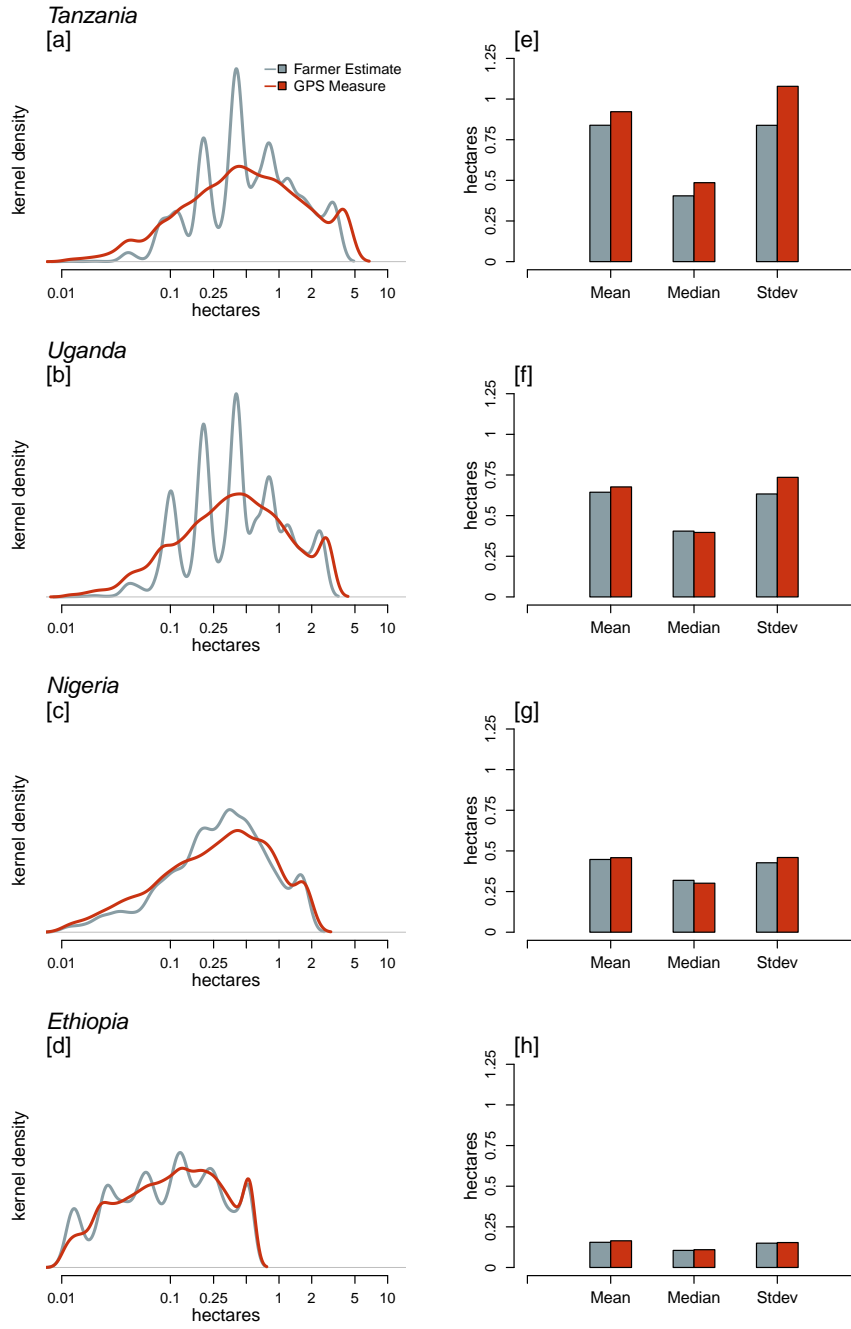 Tanzania
[a]
kernel density
Farmer Estimate
GPS Measure
0.01 0.1 0.25 1 2 5 10
hectares
[e]
hectares
0 0.25 0.5 0.75 1 1.25
Mean Median Stdev
Uganda
[b]
kernel density
0.01 0.1 0.25 1 2 5 10
hectares
[f]
hectares
0 0.25 0.5 0.75 1 1.25
Mean Median Stdev
Nigeria
[c]
kernel density
0.01 0.1 0.25 1 2 5 10
hectares
[g]
hectares
0 0.25 0.5 0.75 1 1.25
Mean Median Stdev
Ethiopia
[d]
kernel density
0.01 0.1 0.25 1 2 5 10
hectares
[h]
hectares
0 0.25 0.5 0.75 1 1.25
Mean Median Stdev